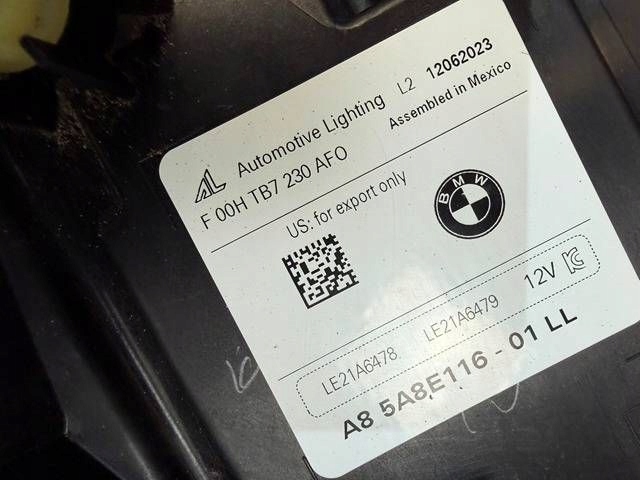 AL Automotive Lighting L2 12062023
F 00H TB7 230 AFO Assembled in Mexico
US: for export only
BMW
LE21A6478 LE21A6479 12V
A8 5A8E116 - 01 LL